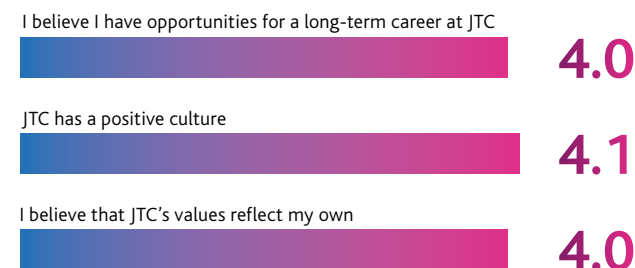 I believe I have opportunities for a long-term career at JTC
4.0
JTC has a positive culture
4.1
I believe that JTC’s values reflect my own
4.0